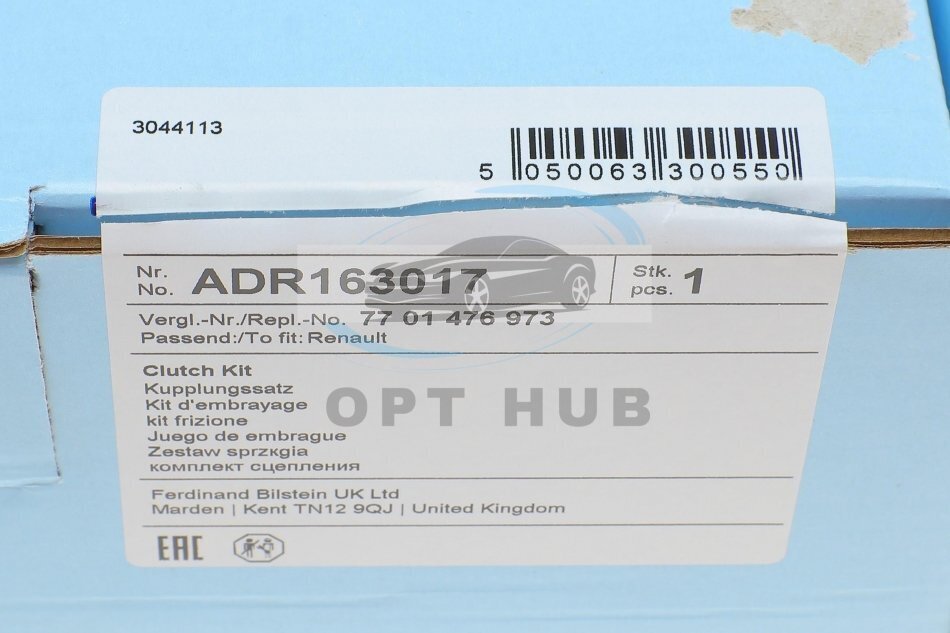 3044113
5 050063 300550
Nr.
No. ADR163017
Stk.
pcs. 1
Vergl.-Nr./Repl.-No. 77 01 476 973
Passend:/To fit: Renault
Clutch Kit
Kupplungssatz
Kit d'embrayage
kit frizione
Juego de embrague
Zestaw sprzкgia
комплект сцепления
OPT HUB
Ferdinand Bilstein UK Ltd
Marden | Kent TN12 9QJ | United Kingdom
EAC